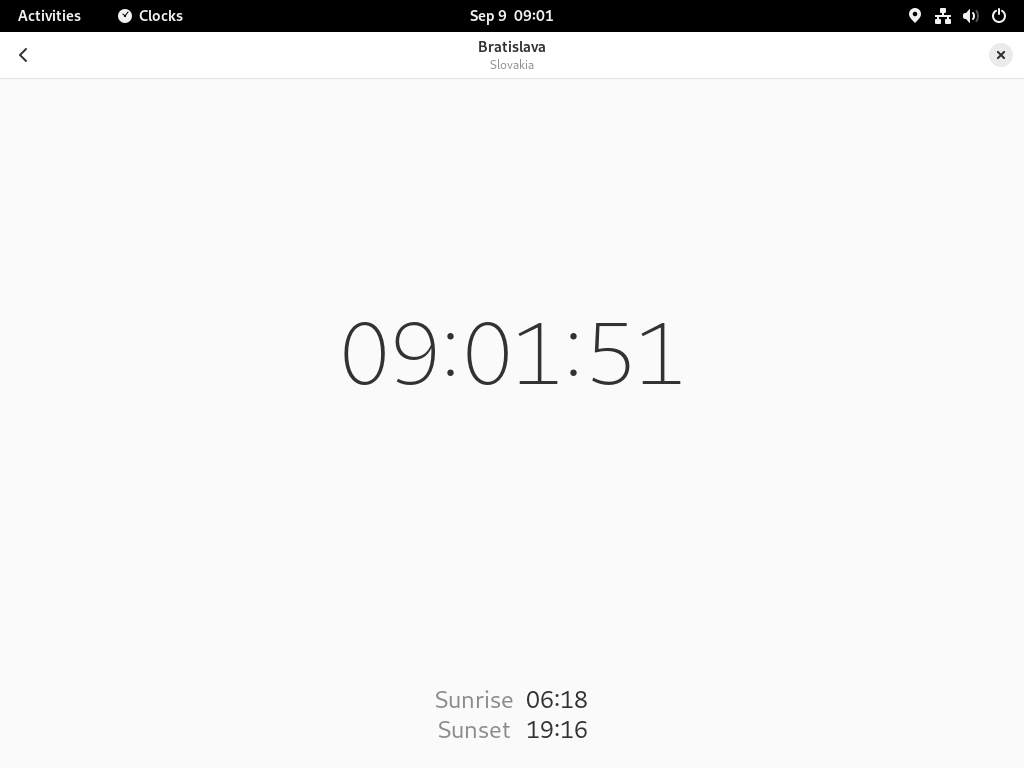 Activities Clocks Sep 9 09:01
Bratislava
Slovakia
09:01:51
Sunrise 06:18
Sunset 19:16